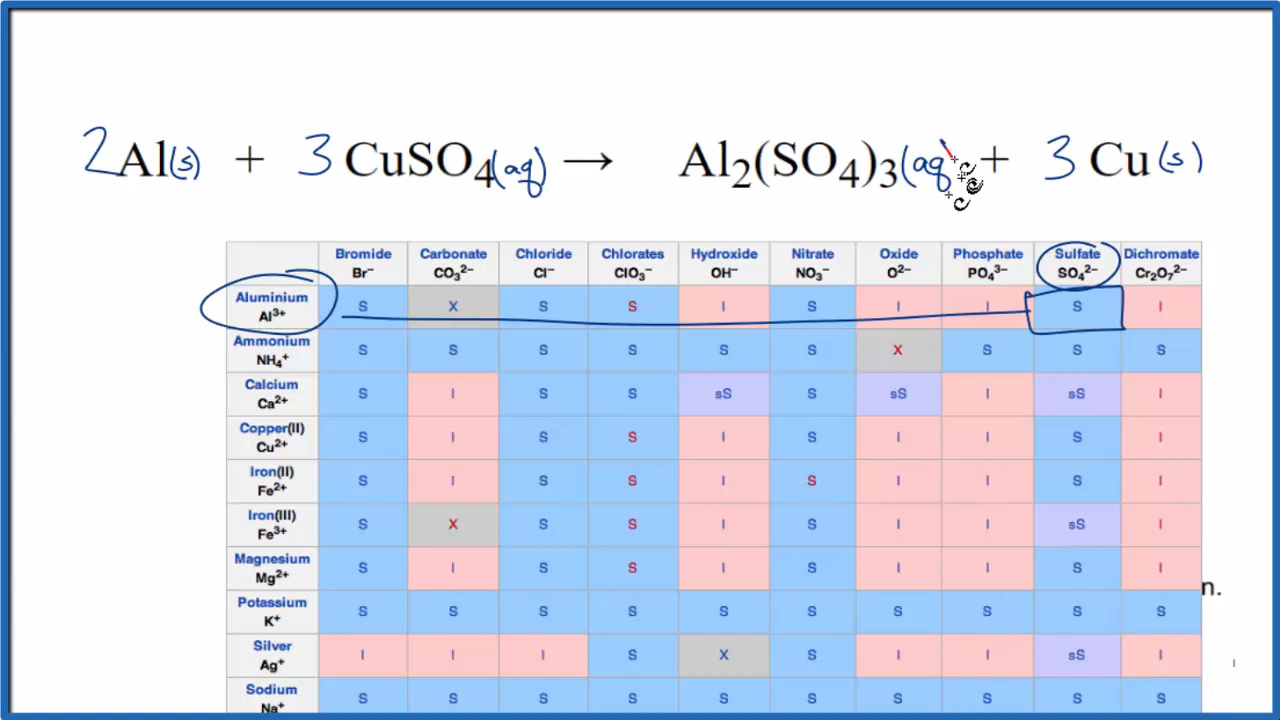 2Al(s) + 3CuSO₄(aq) → Al₂(SO₄)₃(aq) + 3Cu(s)
Bromide Carbonate Chloride Chlorates Hydroxide Nitrate Oxide Phosphate Sulfate Dichromate
Br⁻ CO₃²⁻ Cl⁻ ClO₃⁻ OH⁻ NO₃⁻ O²⁻ PO₄³⁻ SO₄²⁻ Cr₂O₇²⁻
Aluminium
Al³⁺ S X S S I S I I S I
Ammonium
NH₄⁺ S S S S S S X S S S
Calcium
Ca²⁺ S I S S sS S sS I sS I
Copper(II)
Cu²⁺ S I S S I S I I S I
Iron(II)
Fe²⁺ S I S S I S I I S I
Iron(III)
Fe³⁺ S X S S I S I I sS I
Magnesium
Mg²⁺ S I S S I S I I S I
n.
Potassium
K⁺ S S S S S S S S S S
Silver
Ag⁺ I I I S X S I I sS I
Sodium
Na⁺ S S S S S S S S S S